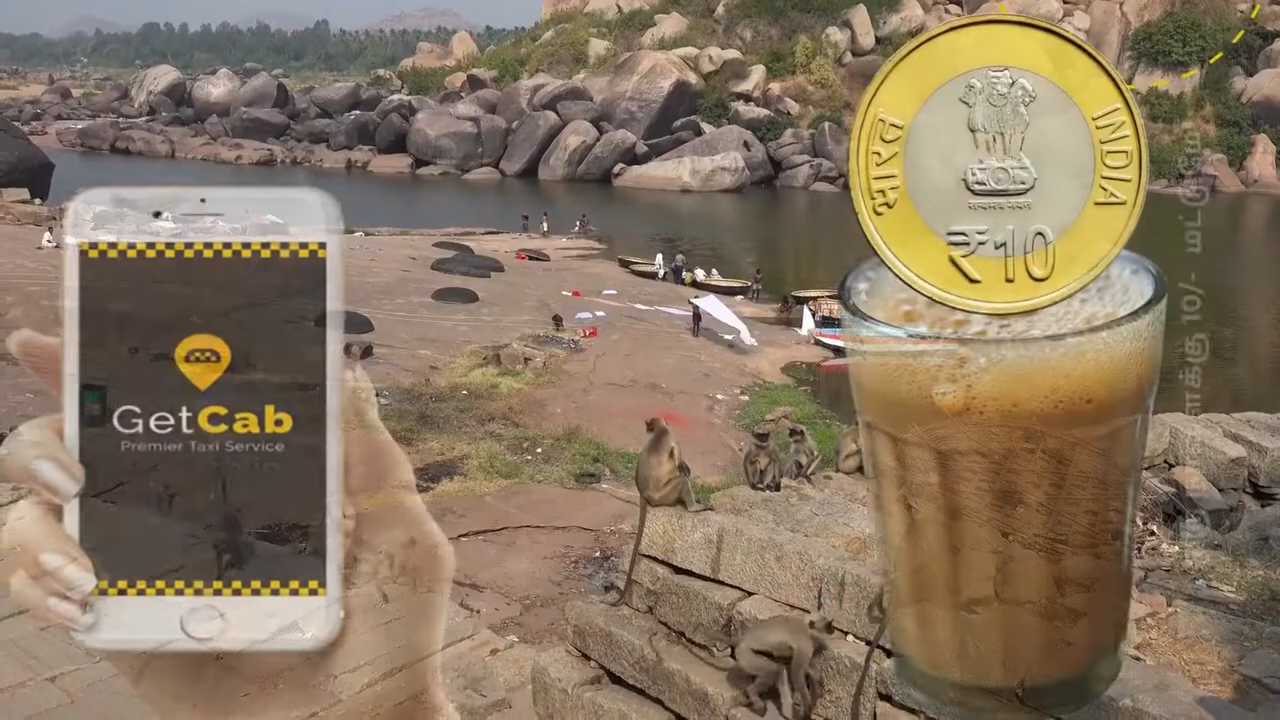 GetCab
Premier Taxi Service
भारत
INDIA
₹10
सत्यमेव जयते